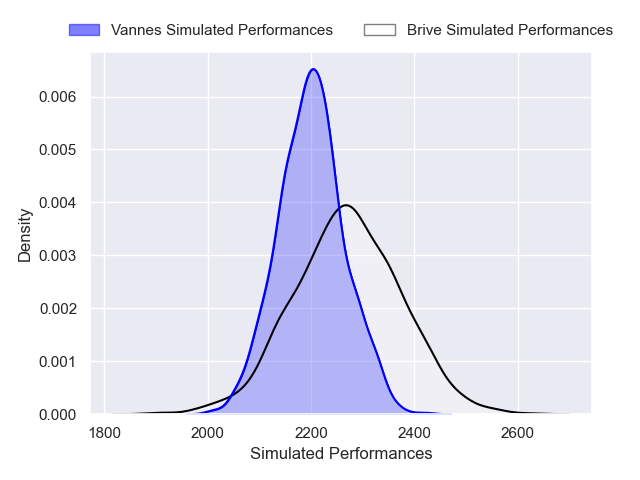 Vannes Simulated Performances
Brive Simulated Performances
0.006
0.005
0.004
0.003
0.002
0.001
0.000
Density
1800 2000 2200 2400 2600
Simulated Performances